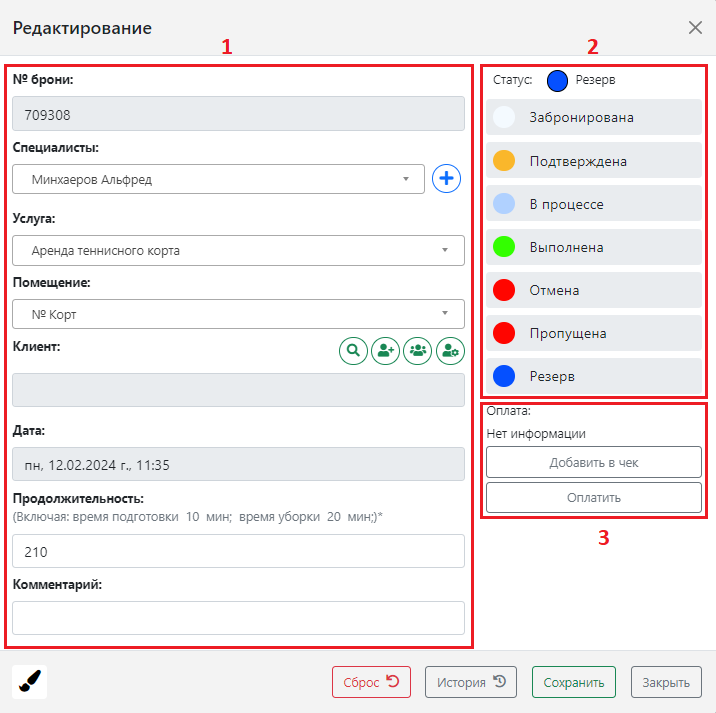 Редактирование
1
2
№ брони:
709308
Специалисты:
Минхаеров Альфред
Услуга:
Аренда теннисного корта
Помещение:
№ Корт
Клиент:
Дата:
пн, 12.02.2024 г., 11:35
Продолжительность:
(Включая: время подготовки 10 мин; время уборки 20 мин;)*
210
Комментарий:
Статус: Резерв
Забронирована
Подтверждена
В процессе
Выполнена
Отмена
Пропущена
Резерв
Оплата:
Нет информации
Добавить в чек
Оплатить
3
Сброс
История
Сохранить
Закрыть